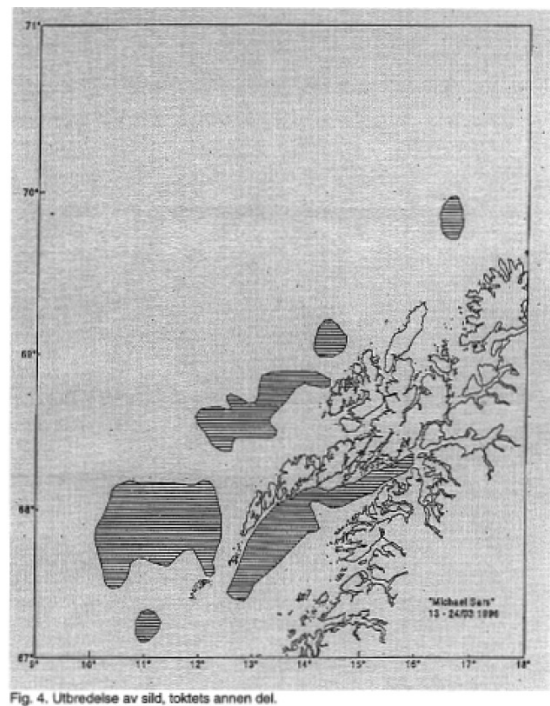 71°
70°
69°
68°
67°
9° 10° 11° 12° 13° 14° 15° 16° 17° 18°
"Michael Sars"
13 - 24/03 1996
Fig. 4. Utbredelse av sild, toktets annen del.